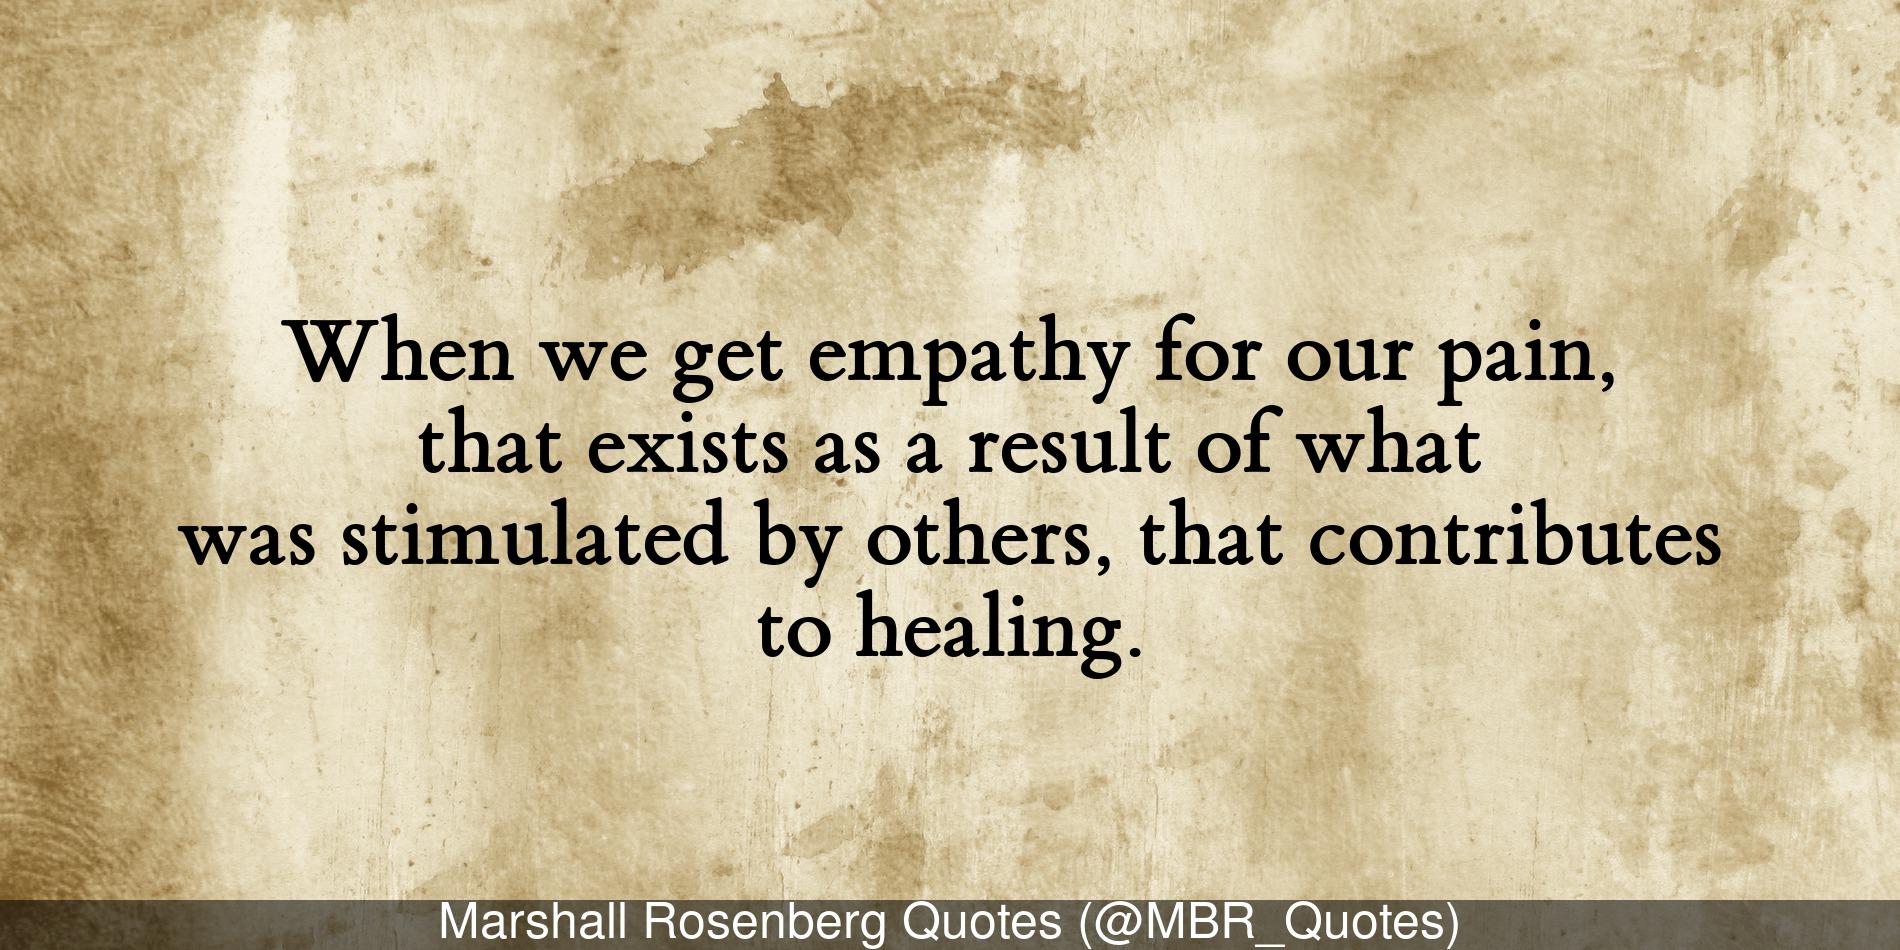 When we get empathy for our pain,
that exists as a result of what
was stimulated by others, that contributes
to healing.
Marshall Rosenberg Quotes (@MBR_Quotes)